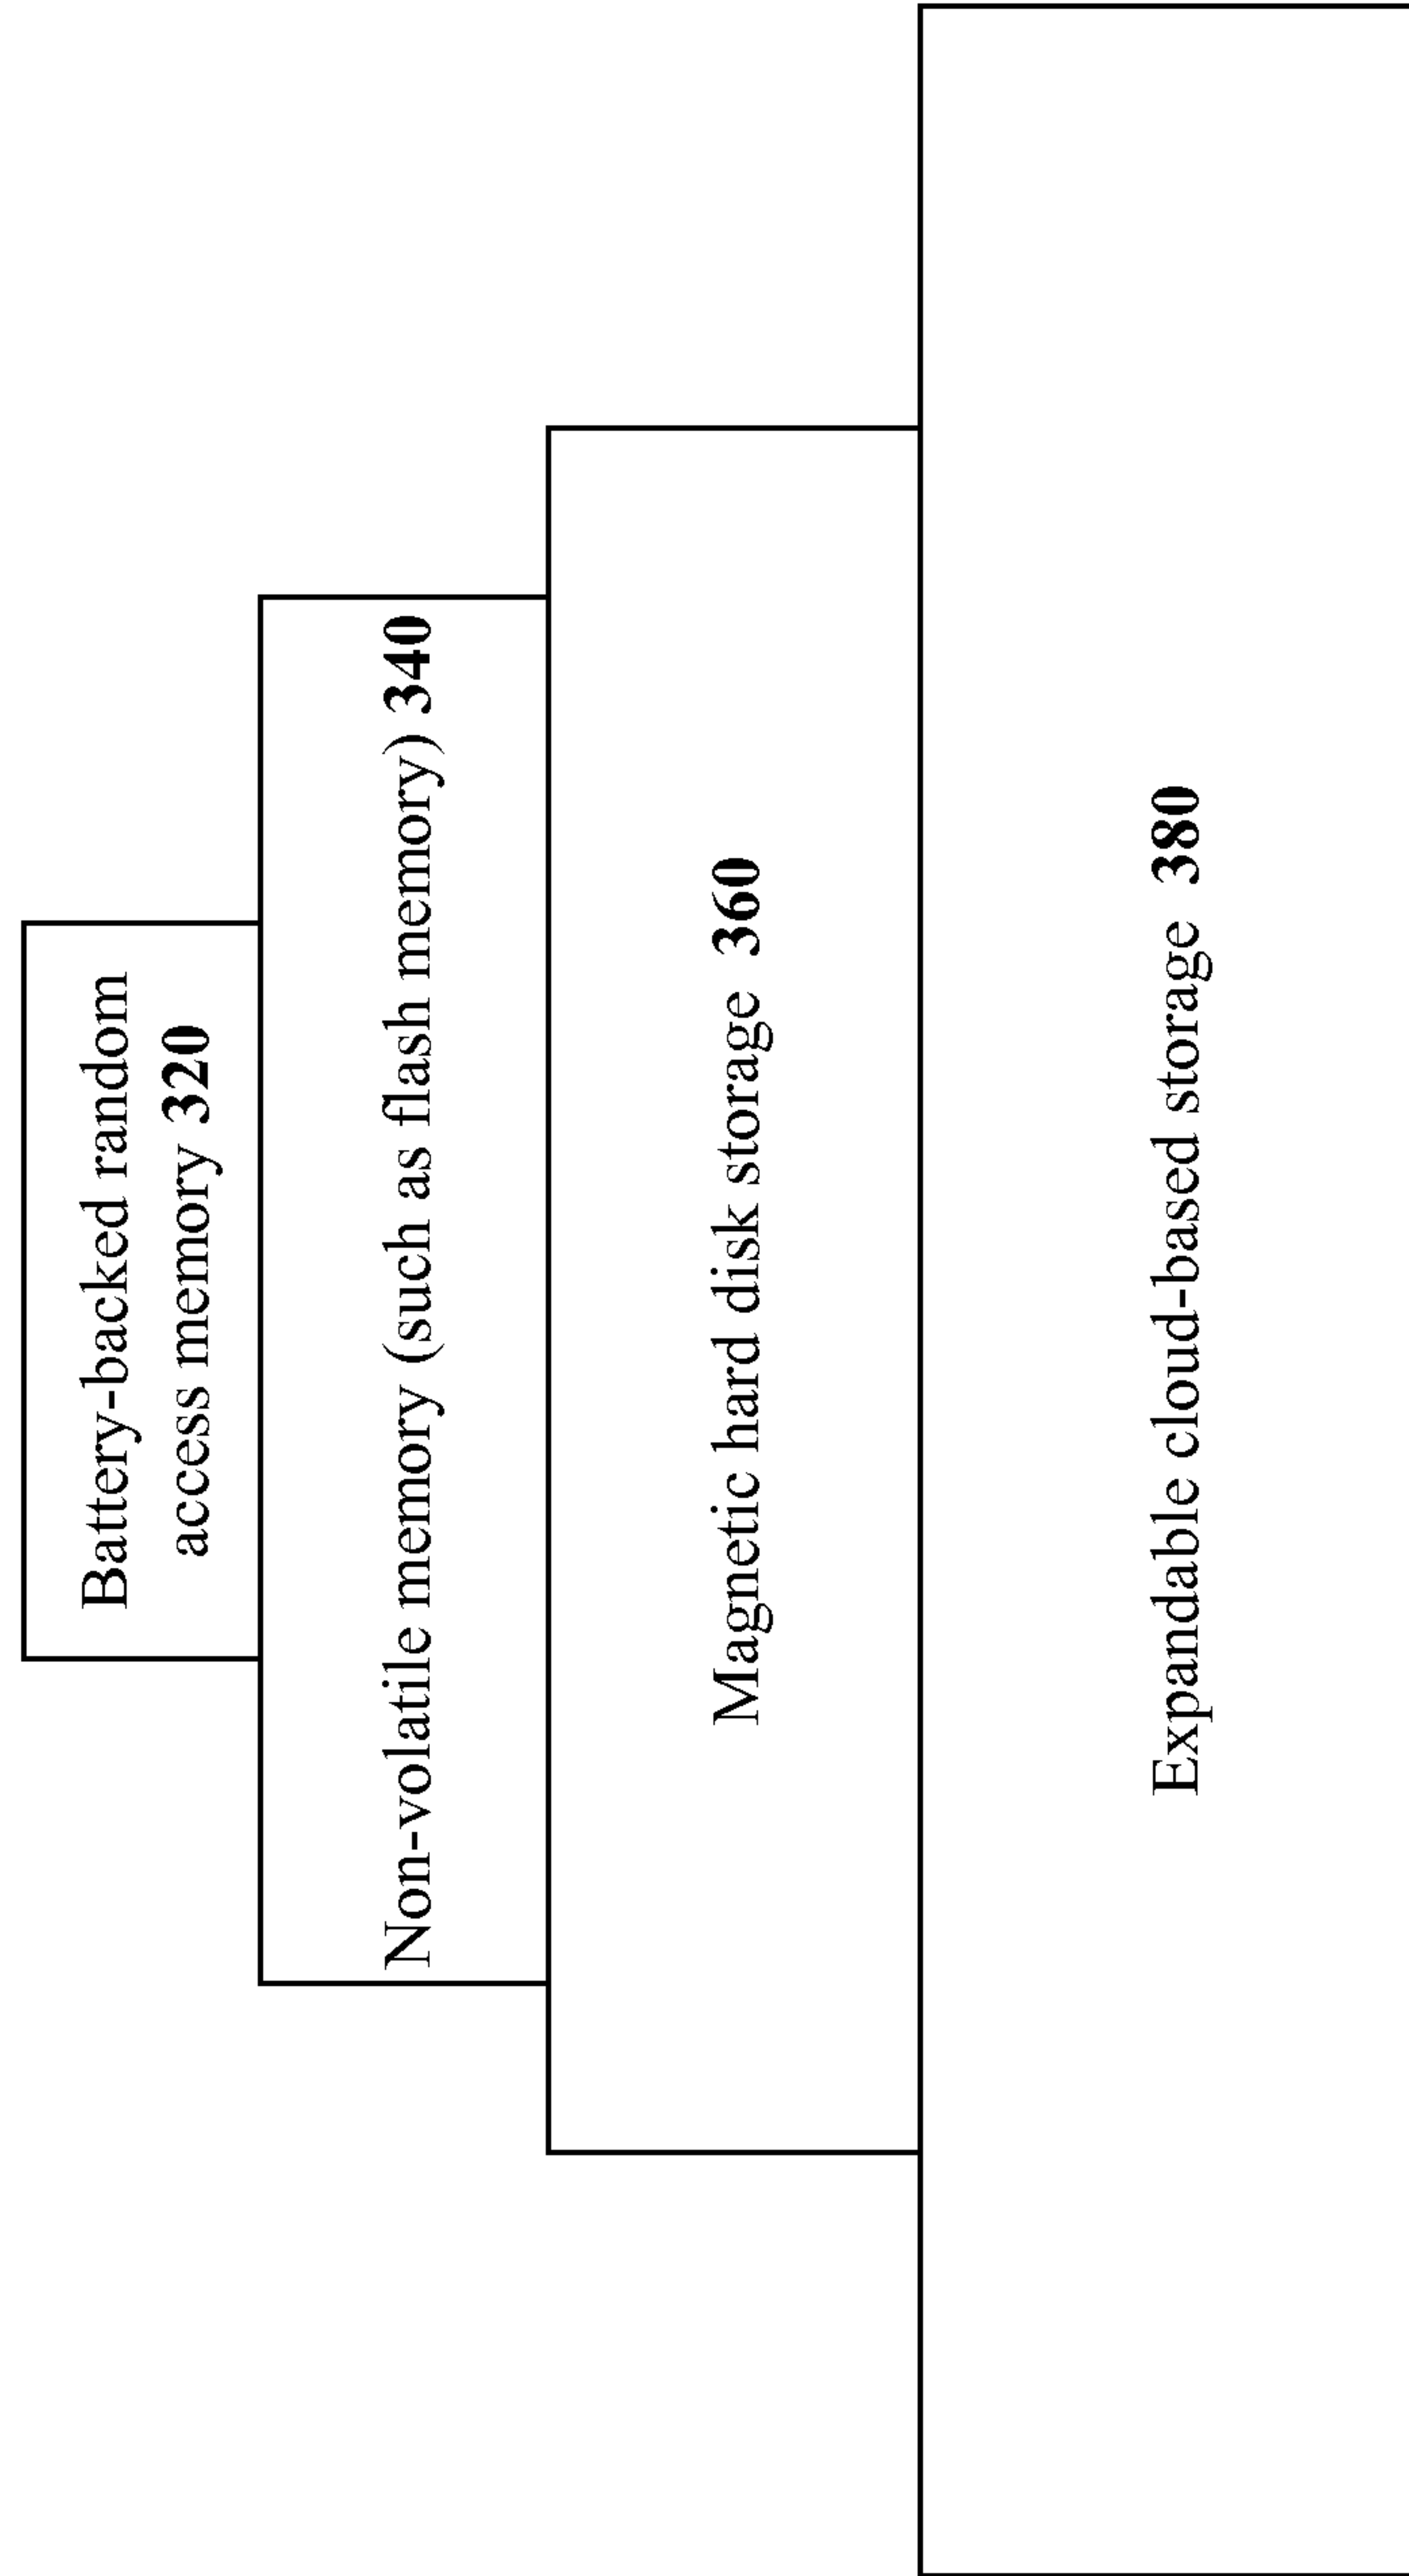 Battery-backed random
access memory 320
Non-volatile memory (such as flash memory) 340
Magnetic hard disk storage 360
Expandable cloud-based storage 380